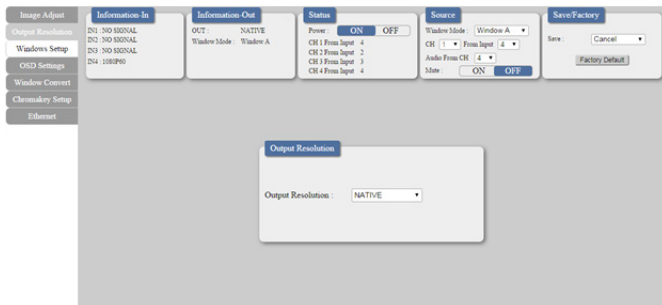 Image Adjust
Output Resolution
Windows Setup
OSD Settings
Window Convert
Chromakey Setup
Ethernet
Information-In
IN1 : NO SIGNAL
IN2 : NO SIGNAL
IN3 : NO SIGNAL
IN4 : 1080P60
Information-Out
OUT : NATIVE
Window Mode : Window A
Status
Power : ON OFF
CH 1 From Input 4
CH 2 From Input 2
CH 3 From Input 3
CH 4 From Input 4
Source
Window Mode : Window A
CH 1 From Input 4
Audio From CH 4
Mute : ON OFF
Save/Factory
Save : Cancel
Factory Default
Output Resolution
Output Resolution : NATIVE